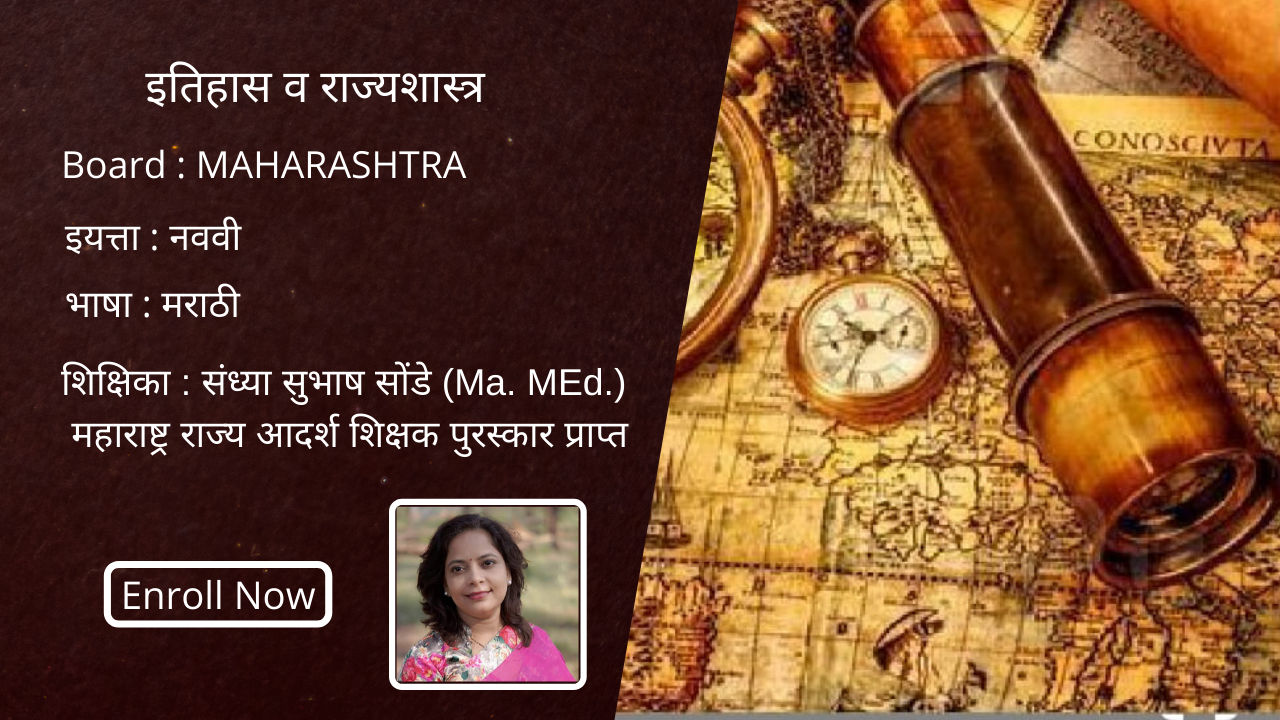 इतिहास व राज्यशास्त्र
Board : MAHARASHTRA
इयत्ता : नववी
भाषा : मराठी
शिक्षिका : संध्या सुभाष सोंडे (Ma. MEd.)
महाराष्ट्र राज्य आदर्श शिक्षक पुरस्कार प्राप्त
Enroll Now
CONOSCIVTA